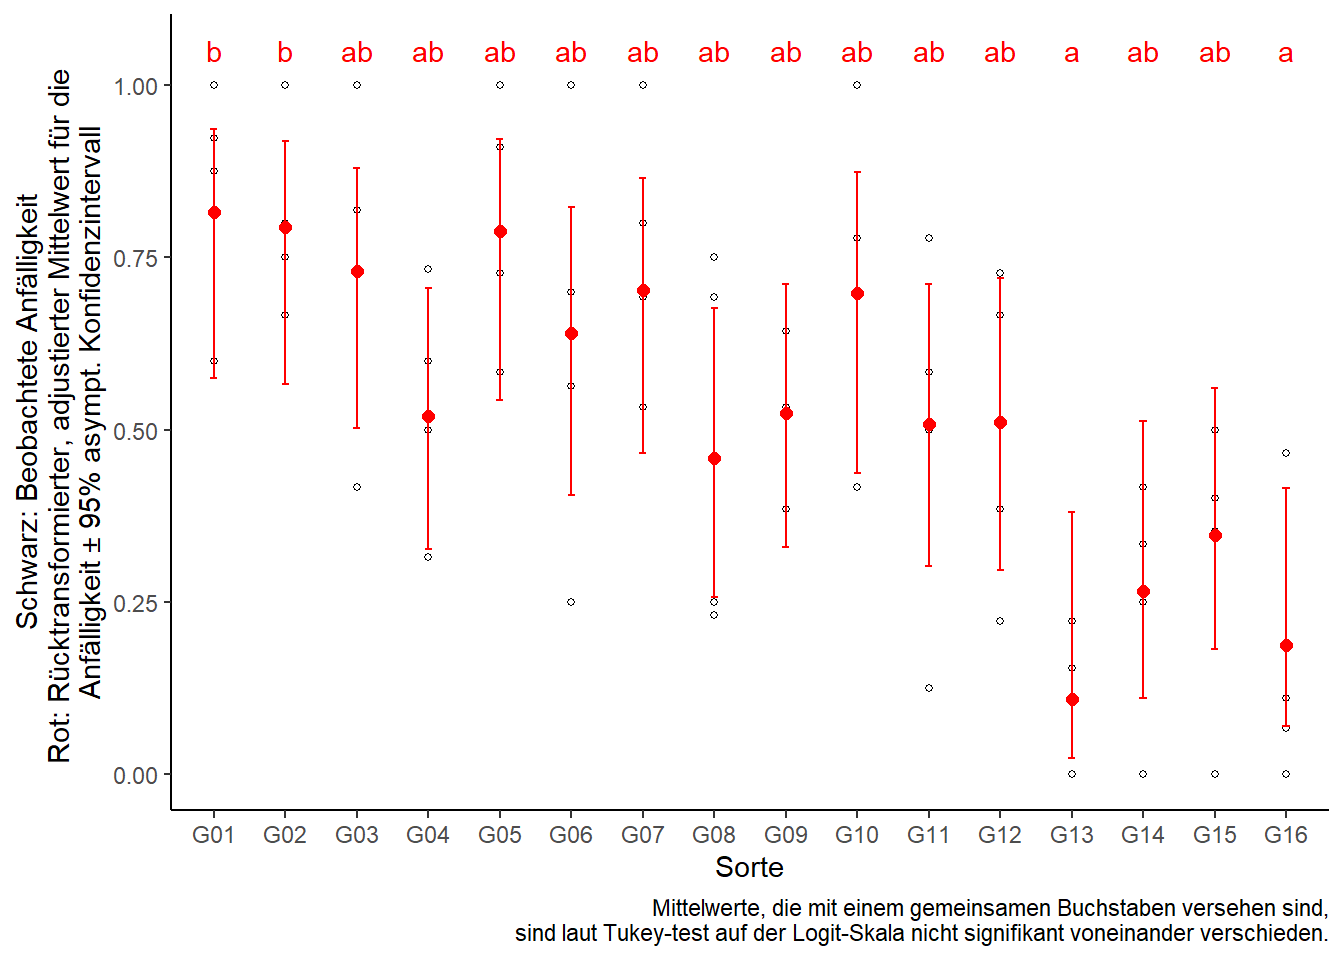 Schwarz: Beobachtete Anfälligkeit
Rot: Rücktransformierter, adjustierter Mittelwert für die
Anfälligkeit ± 95% asympt. Konfidenzintervall
b b ab ab ab ab ab ab ab ab ab ab a ab ab a
1.00
0.75
0.50
0.25
0.00
G01 G02 G03 G04 G05 G06 G07 G08 G09 G10 G11 G12 G13 G14 G15 G16
Sorte
Mittelwerte, die mit einem gemeinsamen Buchstaben versehen sind,
sind laut Tukey-test auf der Logit-Skala nicht signifikant voneinander verschieden.